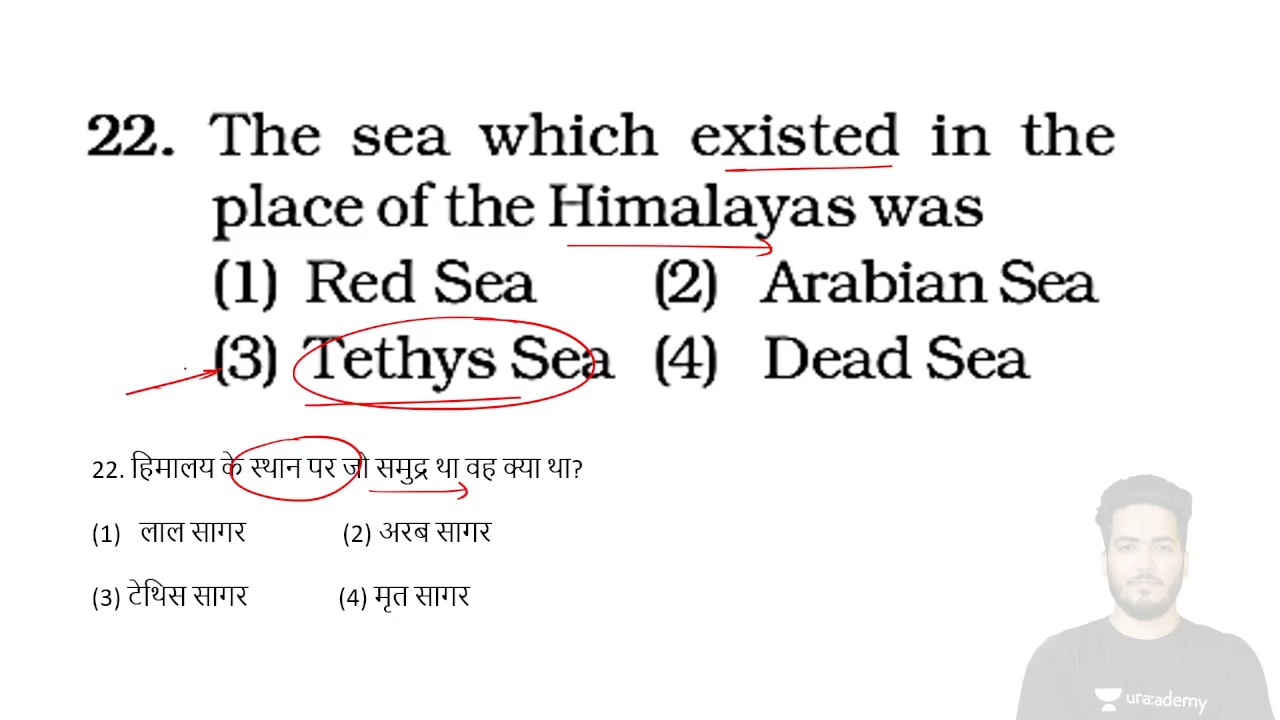 22. The sea which existed in the
place of the Himalayas was
(1) Red Sea (2) Arabian Sea
(3) Tethys Sea (4) Dead Sea
22. हिमालय के स्थान पर जो समुद्र था वह क्या था?
(1) लाल सागर (2) अरब सागर
(3) टेथिस सागर (4) मृत सागर
unacademy